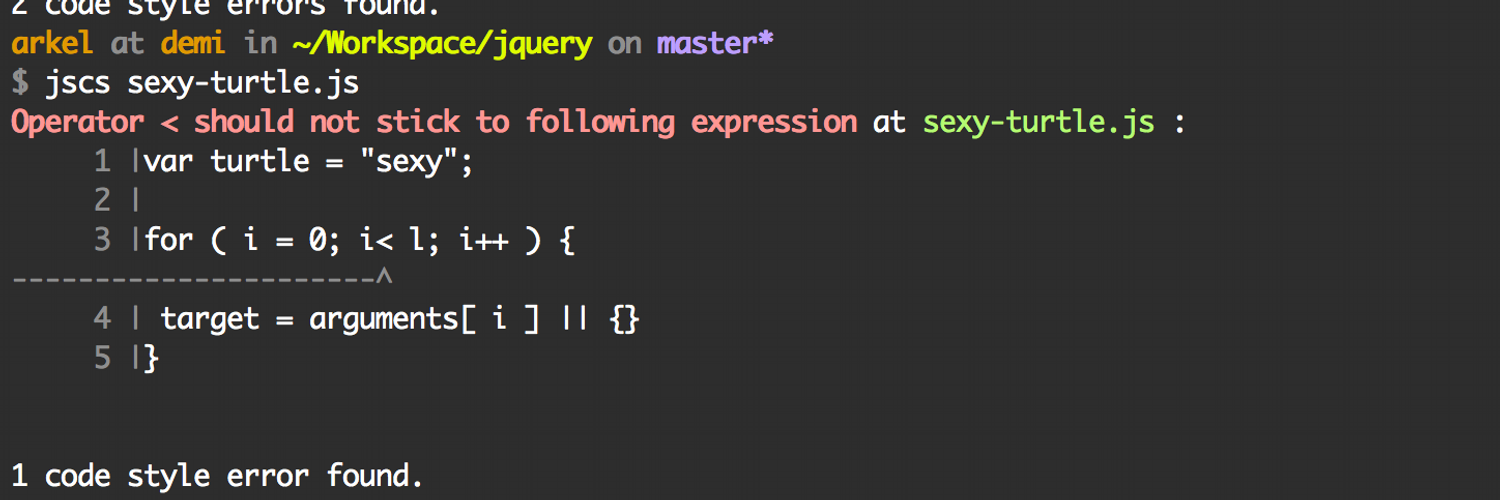 2 code style errors found.
arkel at demi in ~/Workspace/jquery on master*
$ jscs sexy-turtle.js
Operator < should not stick to following expression at sexy-turtle.js :
     1 |var turtle = "sexy";
     2 |
     3 |for ( i = 0; i< l; i++ ) {
----------------------^
     4 | target = arguments[ i ] || {}
     5 |}
1 code style error found.